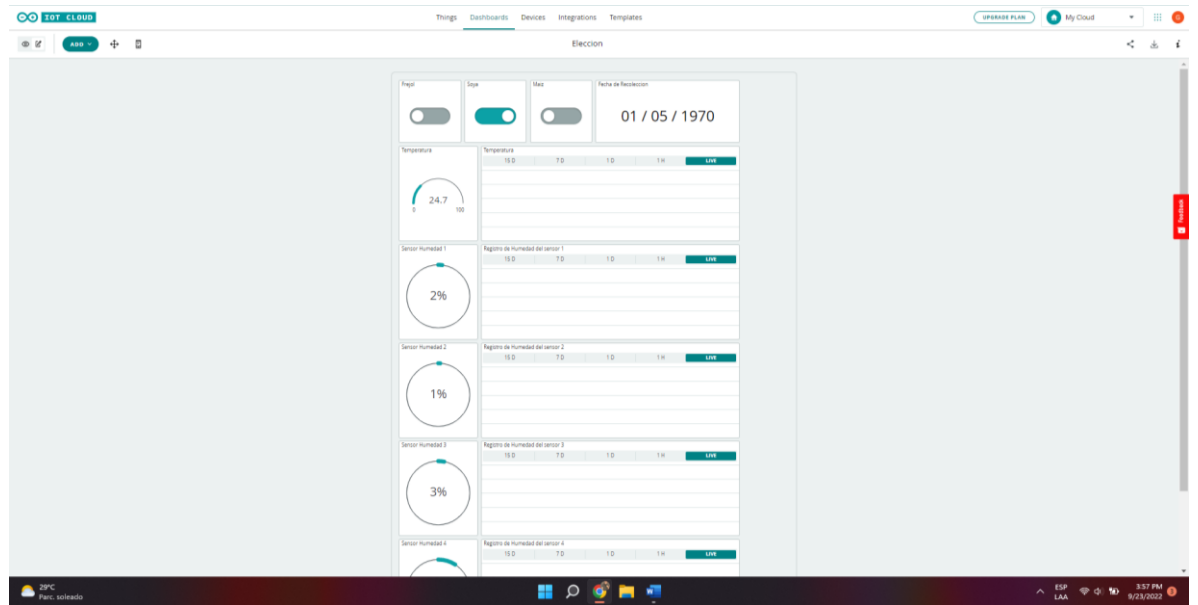 IOT CLOUD
Things Dashboards Devices Integrations Templates
UPGRADE PLAN
My Cloud
G
ADD
Eleccion
Frejol
Soya
Maiz
Fecha de Recoleccion
01 / 05 / 1970
Temperatura
24.7
0 100
Temperatura
15 D 7 D 1 D 1 H LIVE
Sensor Humedad 1
2%
Registro de Humedad del sensor 1
15 D 7 D 1 D 1 H LIVE
Sensor Humedad 2
1%
Registro de Humedad del sensor 2
15 D 7 D 1 D 1 H LIVE
Sensor Humedad 3
3%
Registro de Humedad del sensor 3
15 D 7 D 1 D 1 H LIVE
Sensor Humedad 4
Registro de Humedad del sensor 4
15 D 7 D 1 D 1 H LIVE
Feedback
29°C
Parc. soleado
ESP
LAA
3:57 PM
9/23/2022